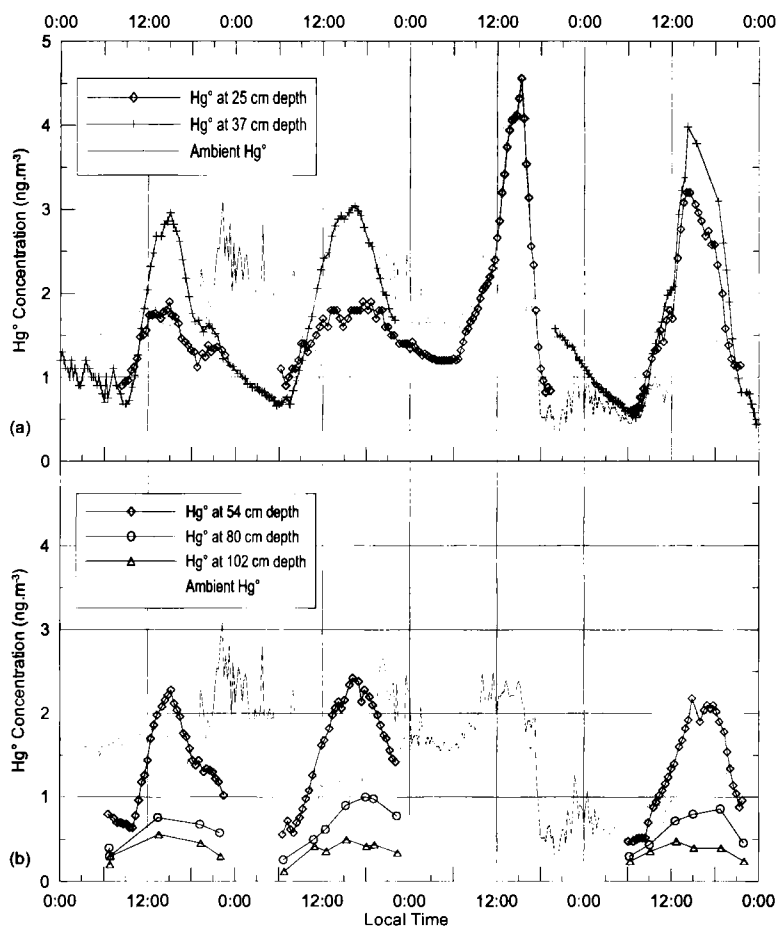 0:00 12:00 0:00 12:00 0:00 12:00 0:00 12:00 0:00
5
4
3
2
1
0
Hg° Concentration (ng.m⁻³)
Hg° at 25 cm depth
Hg° at 37 cm depth
Ambient Hg°
(a)
4
3
2
1
0
Hg° Concentration (ng.m⁻³)
Hg° at 54 cm depth
Hg° at 80 cm depth
Hg° at 102 cm depth
Ambient Hg°
(b)
0:00 12:00 0:00 12:00 0:00 12:00 0:00 12:00 0:00
Local Time